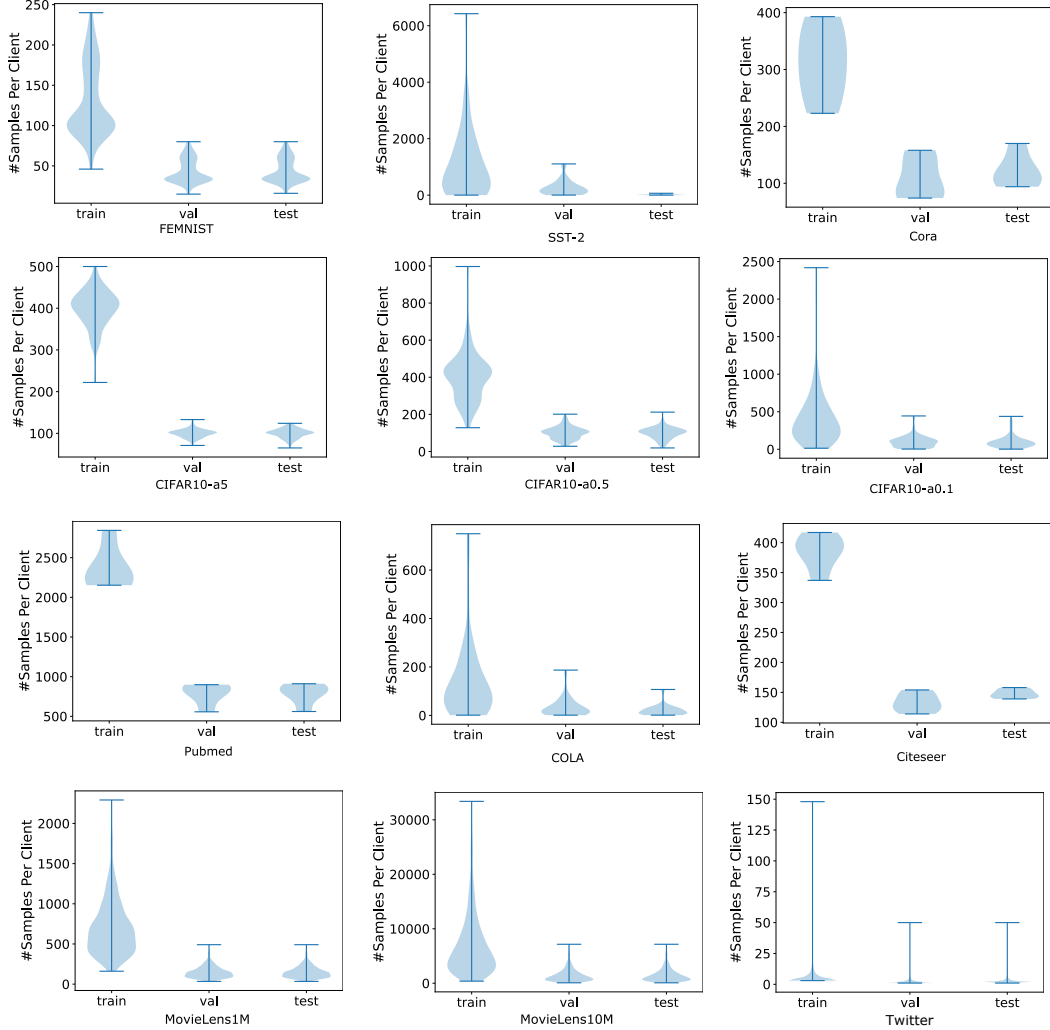 #Samples Per Client
250
200
150
100
50
train
val
test
FEMNIST
#Samples Per Client
6000
4000
2000
0
train
val
test
SST-2
#Samples Per Client
400
300
200
100
train
val
test
Cora
#Samples Per Client
500
400
300
200
100
train
val
test
CIFAR10-a5
#Samples Per Client
1000
800
600
400
200
0
train
val
test
CIFAR10-a0.5
#Samples Per Client
2500
2000
1500
1000
500
0
train
val
test
CIFAR10-a0.1
#Samples Per Client
2500
2000
1500
1000
500
train
val
test
Pubmed
#Samples Per Client
600
400
200
0
train
val
test
COLA
#Samples Per Client
400
350
300
250
200
150
100
train
val
test
Citeseer
#Samples Per Client
2000
1500
1000
500
0
train
val
test
MovieLens1M
#Samples Per Client
30000
20000
10000
0
train
val
test
MovieLens10M
#Samples Per Client
150
125
100
75
50
25
0
train
val
test
Twitter